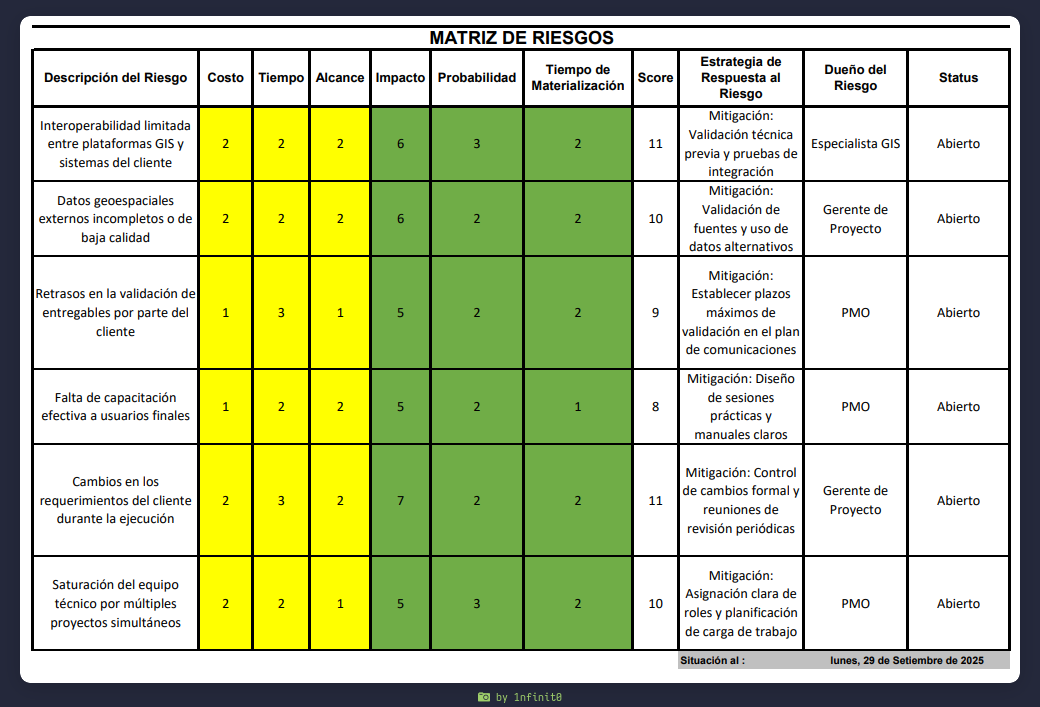 MATRIZ DE RIESGOS
Descripción del Riesgo Costo Tiempo Alcance Impacto Probabilidad Tiempo de Materialización Score Estrategia de Respuesta al Riesgo Dueño del Riesgo Status
Interoperabilidad limitada entre plataformas GIS y sistemas del cliente 2 2 2 6 3 2 11 Mitigación: Validación técnica previa y pruebas de integración Especialista GIS Abierto
Datos geoespaciales externos incompletos o de baja calidad 2 2 2 6 2 2 10 Mitigación: Validación de fuentes y uso de datos alternativos Gerente de Proyecto Abierto
Retrasos en la validación de entregables por parte del cliente 1 3 1 5 2 2 9 Mitigación: Establecer plazos máximos de validación en el plan de comunicaciones PMO Abierto
Falta de capacitación efectiva a usuarios finales 1 2 2 5 2 1 8 Mitigación: Diseño de sesiones prácticas y manuales claros PMO Abierto
Cambios en los requerimientos del cliente durante la ejecución 2 3 2 7 2 2 11 Mitigación: Control de cambios formal y reuniones de revisión periódicas Gerente de Proyecto Abierto
Saturación del equipo técnico por múltiples proyectos simultáneos 2 2 1 5 3 2 10 Mitigación: Asignación clara de roles y planificación de carga de trabajo PMO Abierto
Situación al : lunes, 29 de Setiembre de 2025
by 1nfinit0